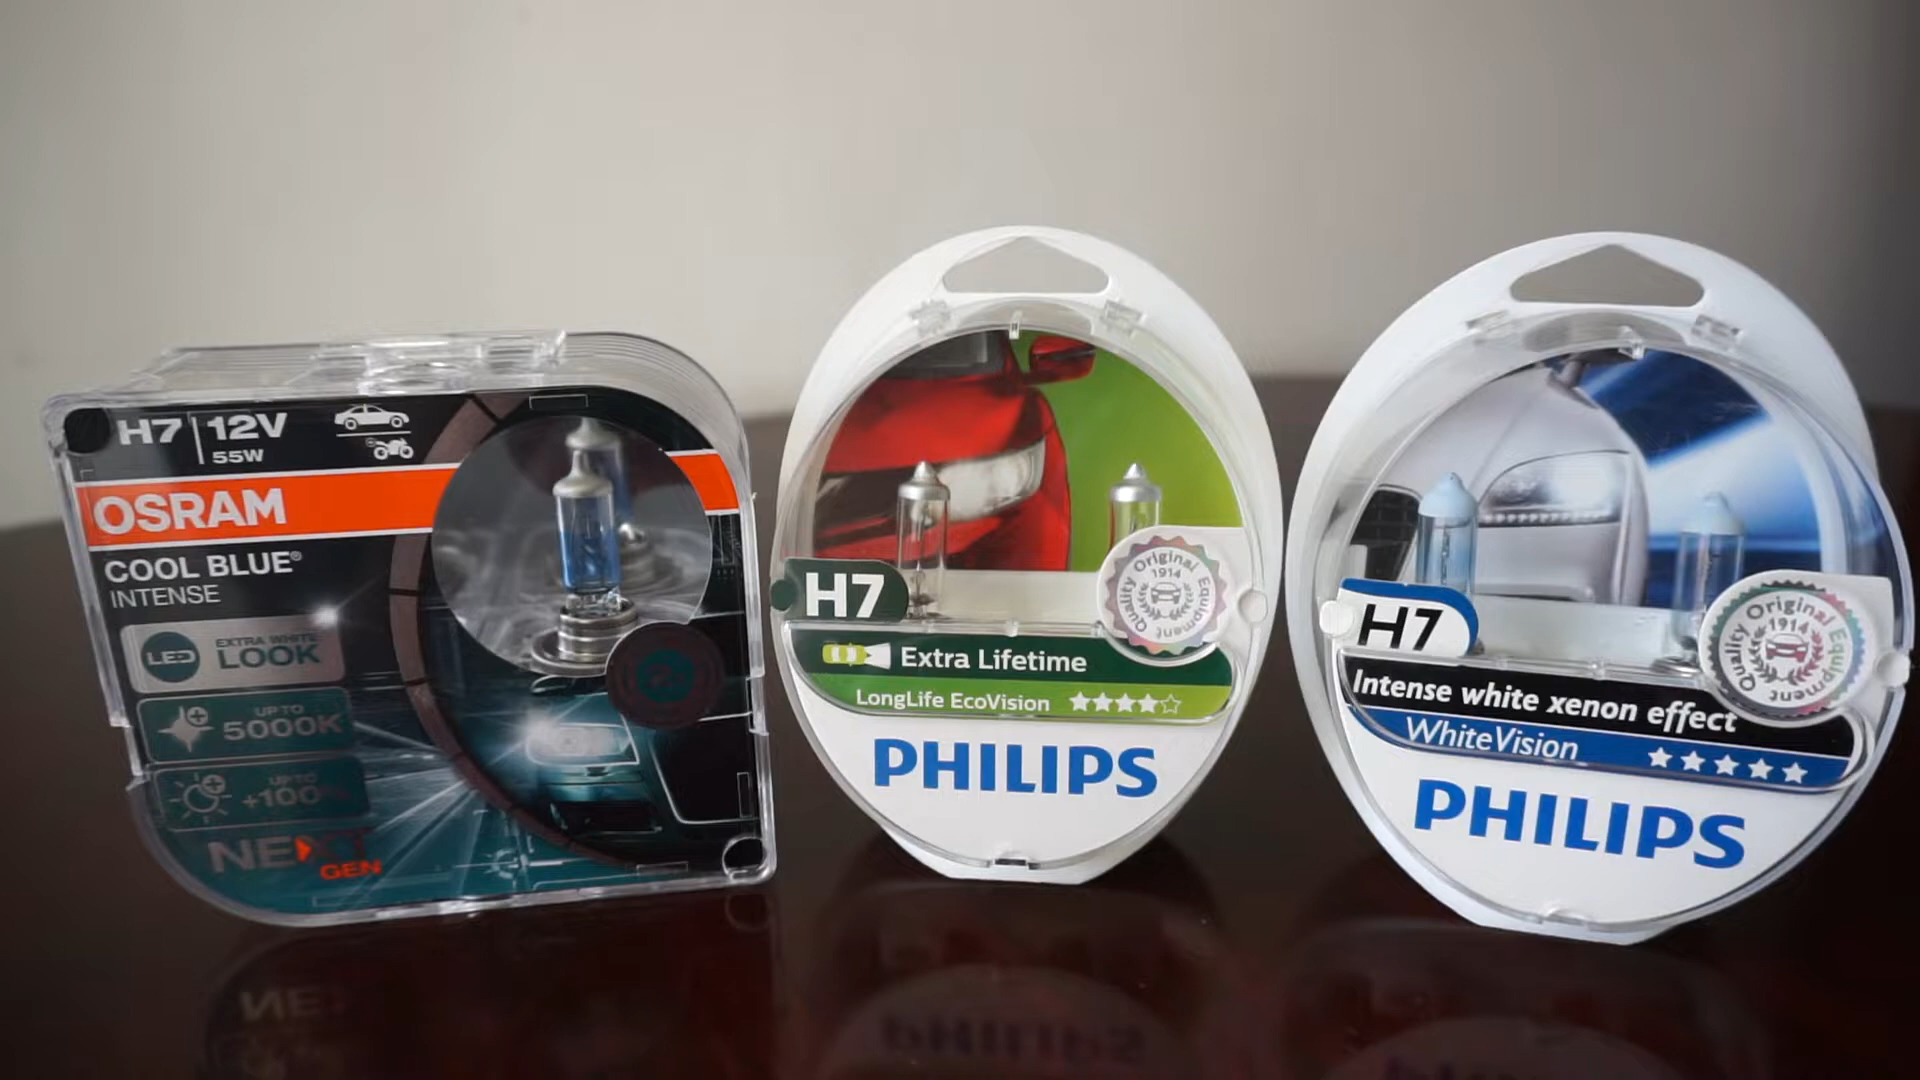 H7 12V
55W
OSRAM
COOL BLUE®
INTENSE
LED EXTRA WHITE
LOOK
UP TO
5000K
UP TO
+100%
NEXT
GEN
H7
Quality Original Equipment
1914
Extra Lifetime
LongLife EcoVision
PHILIPS
H7
Quality Original Equipment
1914
Intense white xenon effect
WhiteVision
PHILIPS